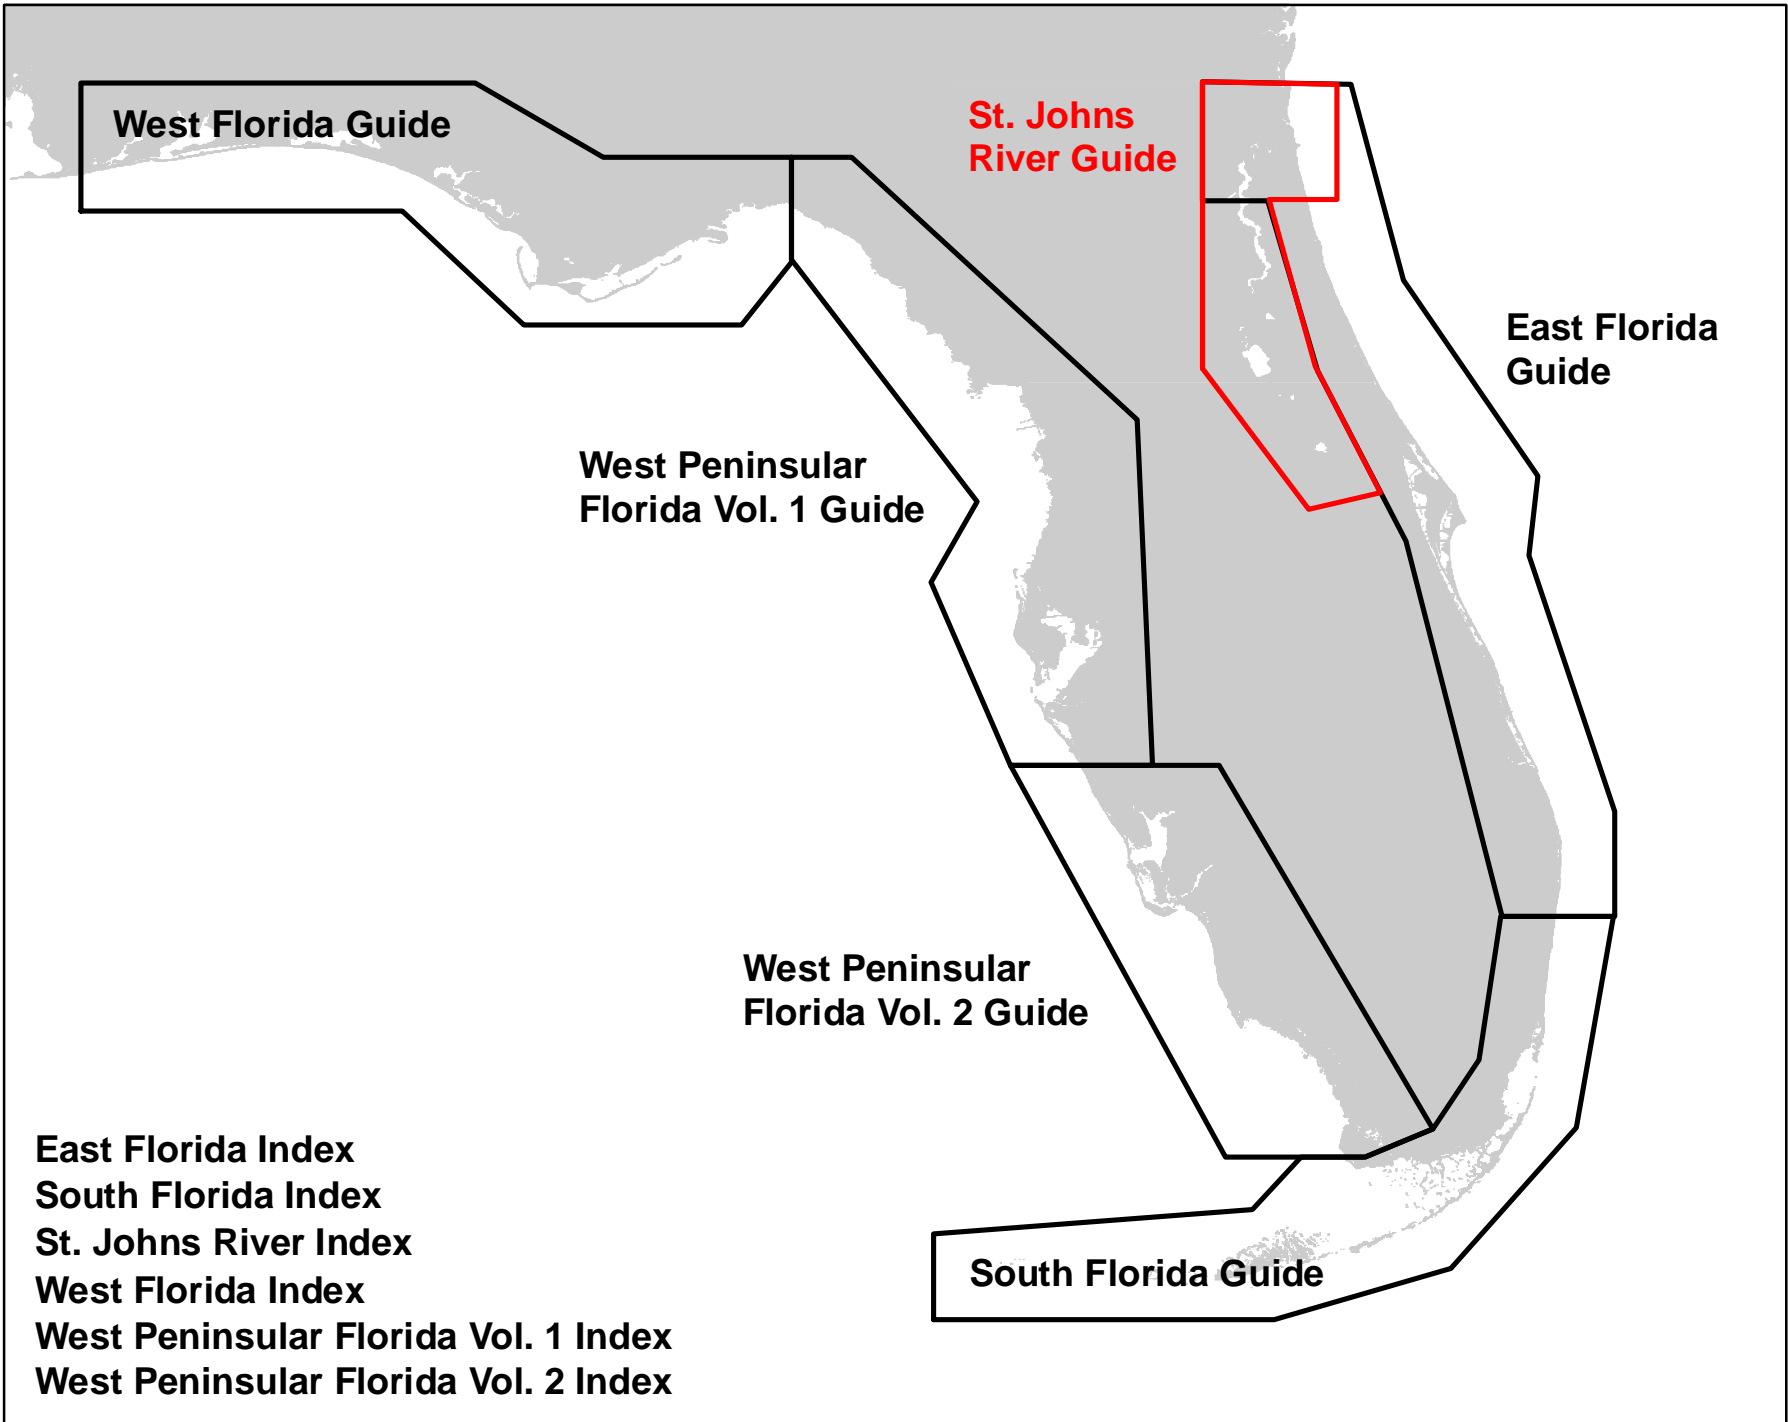 West Florida Guide
St. Johns
River Guide
East Florida
Guide
West Peninsular
Florida Vol. 1 Guide
West Peninsular
Florida Vol. 2 Guide
South Florida Guide
East Florida Index
South Florida Index
St. Johns River Index
West Florida Index
West Peninsular Florida Vol. 1 Index
West Peninsular Florida Vol. 2 Index